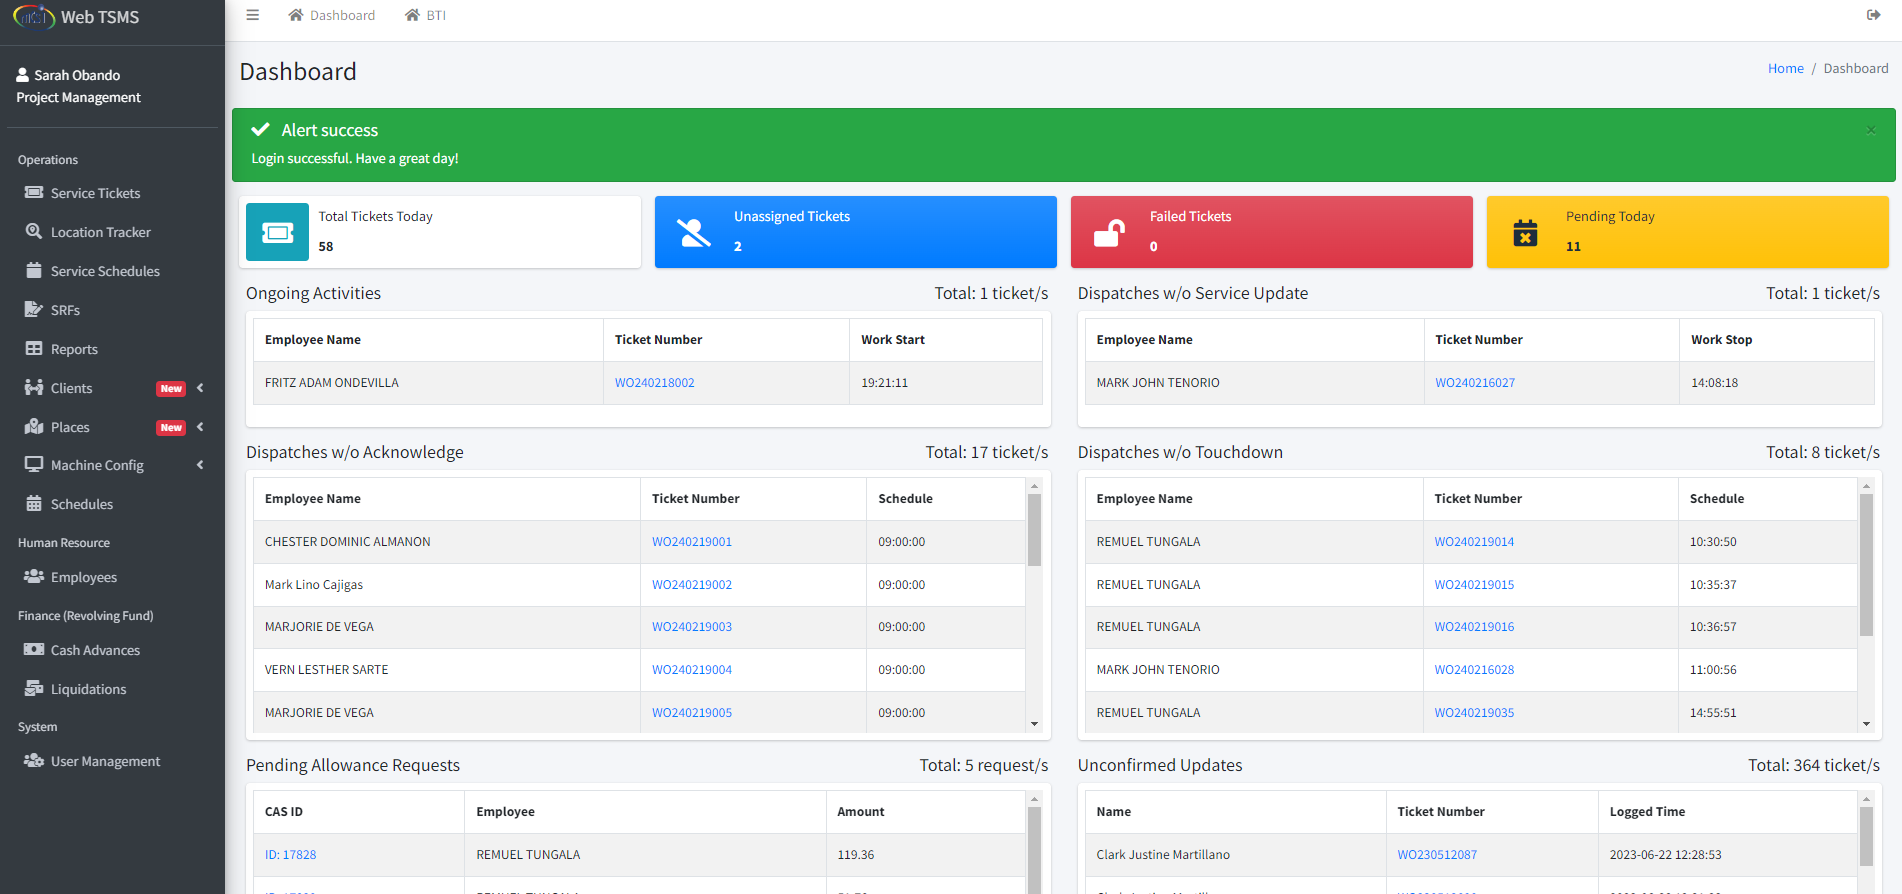 Web TSMS
Dashboard
BTI
Sarah Obando
Project Management
Operations
Service Tickets
Location Tracker
Service Schedules
SRFs
Reports
Clients New
Places New
Machine Config
Schedules
Human Resource
Employees
Finance (Revolving Fund)
Cash Advances
Liquidations
System
User Management
Dashboard
Home / Dashboard
Alert success
×
Login successful. Have a great day!
Total Tickets Today
58
Unassigned Tickets
2
Failed Tickets
0
Pending Today
11
Ongoing Activities Total: 1 ticket/s
Employee Name Ticket Number Work Start
FRITZ ADAM ONDEVILLA WO240218002 19:21:11
Dispatches w/o Service Update Total: 1 ticket/s
Employee Name Ticket Number Work Stop
MARK JOHN TENORIO WO240216027 14:08:18
Dispatches w/o Acknowledge Total: 17 ticket/s
Employee Name Ticket Number Schedule
CHESTER DOMINIC ALMANON WO240219001 09:00:00
Mark Lino Cajigas WO240219002 09:00:00
MARJORIE DE VEGA WO240219003 09:00:00
VERN LESTHER SARTE WO240219004 09:00:00
MARJORIE DE VEGA WO240219005 09:00:00
Dispatches w/o Touchdown Total: 8 ticket/s
Employee Name Ticket Number Schedule
REMUEL TUNGALA WO240219014 10:30:50
REMUEL TUNGALA WO240219015 10:35:37
REMUEL TUNGALA WO240219016 10:36:57
MARK JOHN TENORIO WO240216028 11:00:56
REMUEL TUNGALA WO240219035 14:55:51
Pending Allowance Requests Total: 5 request/s
CAS ID Employee Amount
ID: 17828 REMUEL TUNGALA 119.36
Unconfirmed Updates Total: 364 ticket/s
Name Ticket Number Logged Time
Clark Justine Martillano WO230512087 2023-06-22 12:28:53